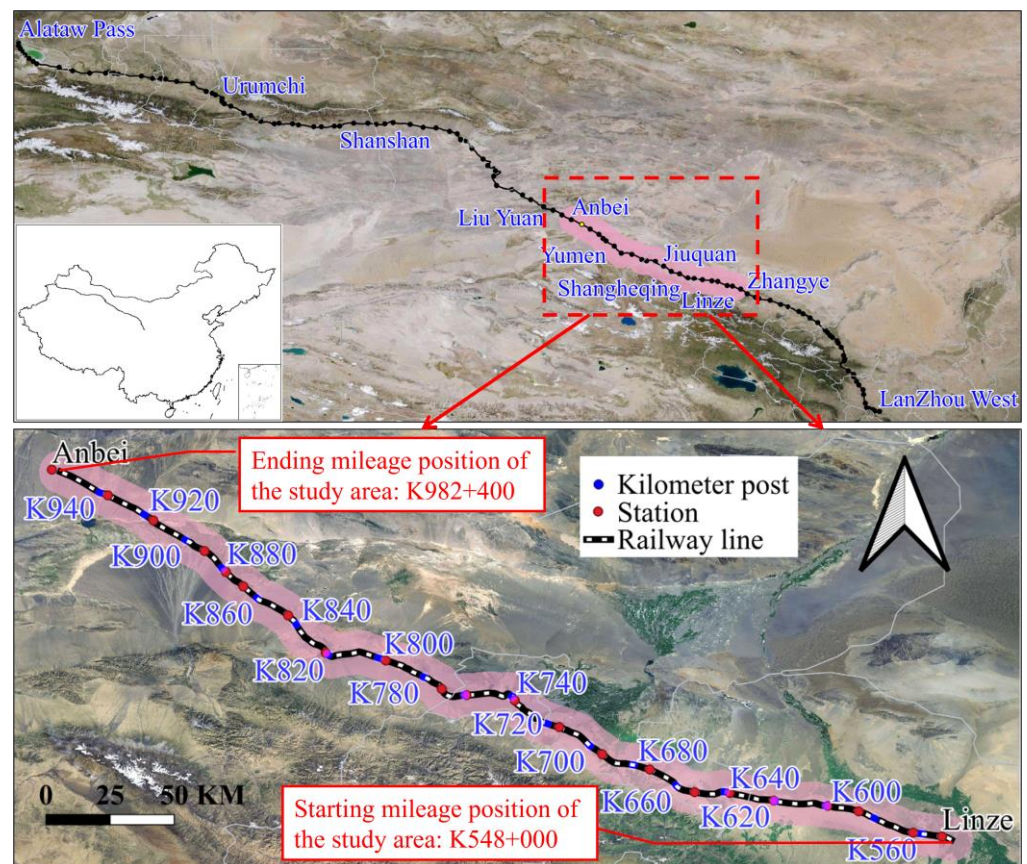 Alataw Pass
Urumchi
Shanshan
Liu Yuan
Anbei
Yumen
Jiuquan
Shangheqing
Linze
Zhangye
LanZhou West
Anbei
Ending mileage position of
the study area: K982+400
Kilometer post
Station
Railway line
K940
K920
K900
K880
K860
K840
K820
K800
K780
K740
K720
K700
K680
K660
K640
K620
K600
K560
Linze
0 25 50 KM
Starting mileage position of
the study area: K548+000